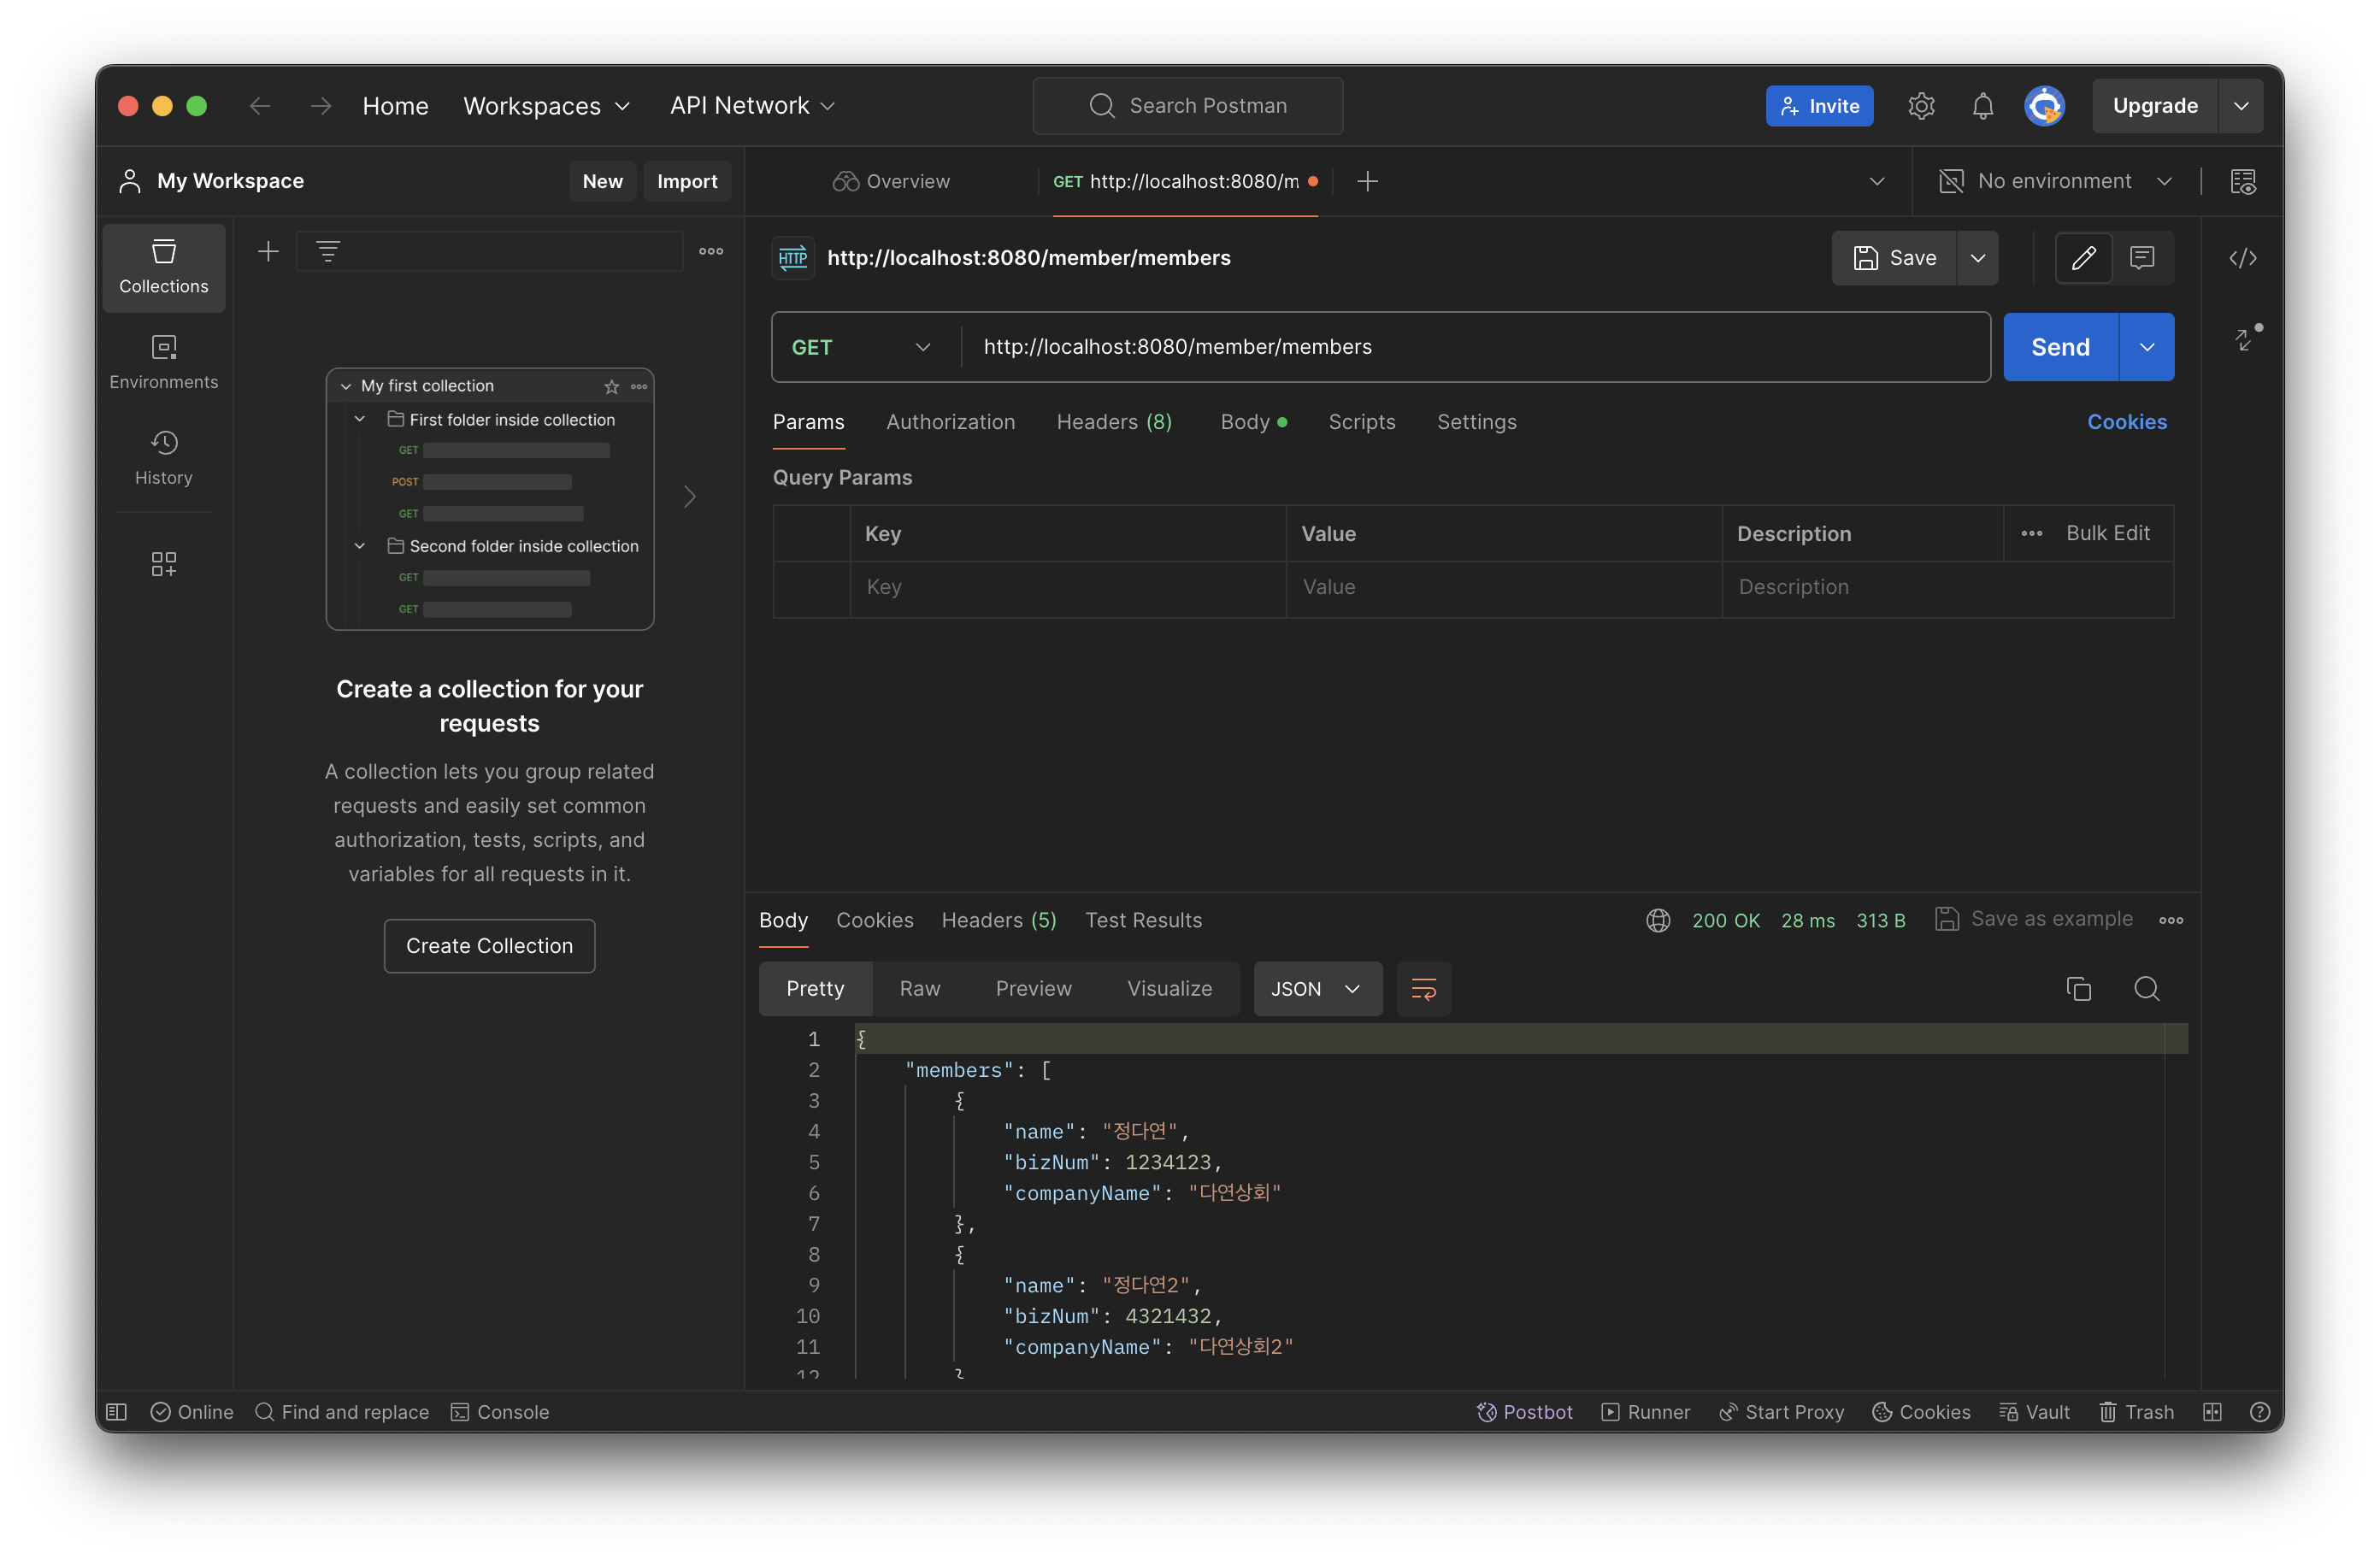 Home
Workspaces
API Network
Search Postman
Invite
Upgrade
My Workspace
New
Import
Overview
GET http://localhost:8080/m
No environment
Collections
Environments
History
My first collection
First folder inside collection
GET
POST
GET
Second folder inside collection
GET
GET
Create a collection for your
requests
A collection lets you group related
requests and easily set common
authorization, tests, scripts, and
variables for all requests in it.
Create Collection
HTTP http://localhost:8080/member/members
Save
GET http://localhost:8080/member/members
Send
Params Authorization Headers (8) Body Scripts Settings Cookies
Query Params
Key Value Description Bulk Edit
Key Value Description
Body Cookies Headers (5) Test Results 200 OK 28 ms 313 B Save as example
Pretty Raw Preview Visualize JSON
1 {
2 "members": [
3 {
4 "name": "정다연",
5 "bizNum": 1234123,
6 "companyName": "다연상회"
7 },
8 {
9 "name": "정다연2",
10 "bizNum": 4321432,
11 "companyName": "다연상회2"
12 }
Online Find and replace Console Postbot Runner Start Proxy Cookies Vault Trash